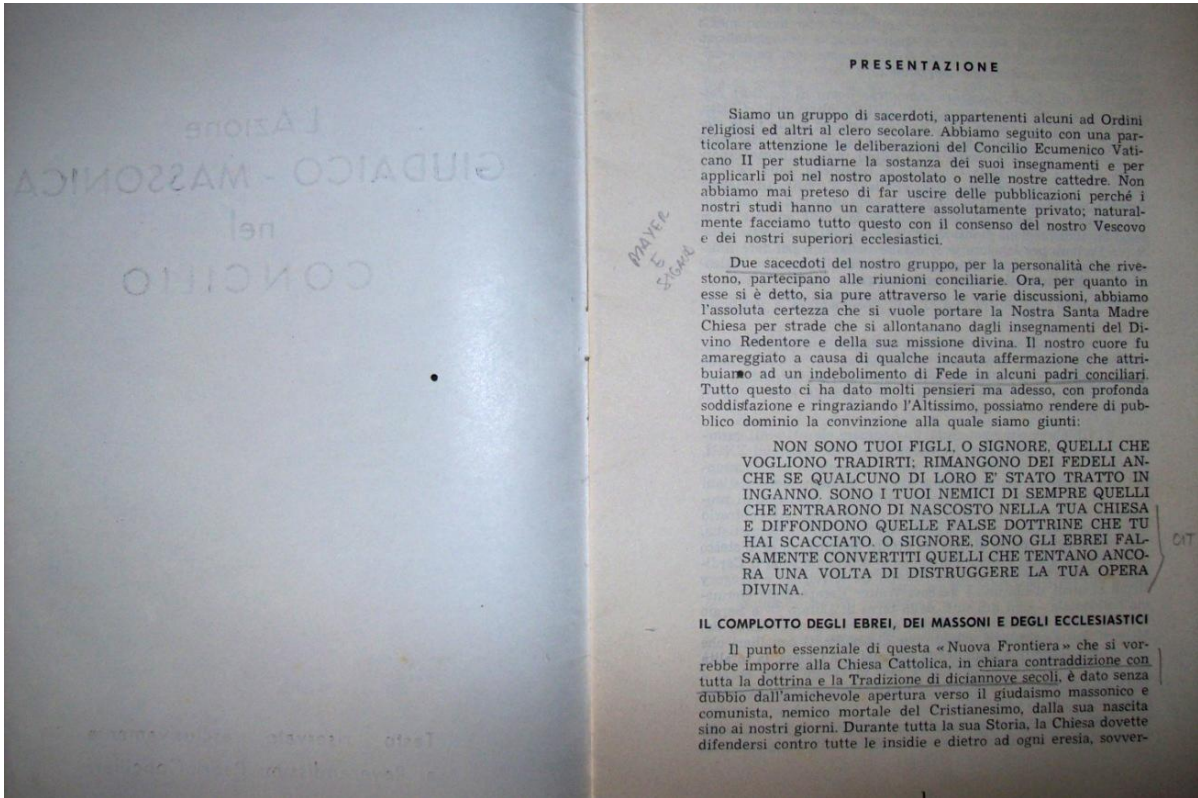 L'Azione
GIUDAICO MASSONICA
nel
CONCILIO
PRESENTAZIONE
Siamo un gruppo di sacerdoti, appartenenti alcuni ad Ordini
religiosi ed altri al clero secolare. Abbiamo seguito con una par-
ticolare attenzione le deliberazioni del Concilio Ecumenico Vati-
cano II per studiarne la sostanza dei suoi insegnamenti e per
applicarli poi nel nostro apostolato o nelle nostre cattedre. Non
abbiamo mai preteso di far uscire delle pubblicazioni perché i
nostri studi hanno un carattere assolutamente privato; natural-
mente facciamo tutto questo con il consenso del nostro Vescovo
e dei nostri superiori ecclesiastici.
MAYER
Due sacecdoti del nostro gruppo, per la personalità che rive-
stono, partecipano alle riunioni conciliarie. Ora, per quanto in
esse si è detto, sia pure attraverso le varie discussioni, abbiamo
l'assoluta certezza che si vuole portare la Nostra Santa Madre
Chiesa per strade che si allontanano dagli insegnamenti del Di-
vino Redentore e della sua missione divina. Il nostro cuore fu
amareggiato a causa di qualche incauta affermazione che attri-
buiamo ad un indebolimento di Fede in alcuni padri conciliari.
Tutto questo ci ha dato molti pensieri ma adesso, con profonda
soddisfazione e ringraziando l'Altissimo, possiamo rendere di pub-
blico dominio la convinzione alla quale siamo giunti:
NON SONO TUOI FIGLI, O SIGNORE, QUELLI CHE
VOGLIONO TRADIRTI; RIMANGONO DEI FEDELI AN-
CHE SE QUALCUNO DI LORO E' STATO TRATTO IN
INGANNO. SONO I TUOI NEMICI DI SEMPRE QUELLI
CHE ENTRARONO DI NASCOSTO NELLA TUA CHIESA
E DIFFONDONO QUELLE FALSE DOTTRINE CHE TU
HAI SCACCIATO. O SIGNORE, SONO GLI EBREI FAL-
SAMENTE CONVERTITI QUELLI CHE TENTANO ANCO-
RA UNA VOLTA DI DISTRUGGERE LA TUA OPERA
DIVINA.
CIT
IL COMPLOTTO DEGLI EBREI, DEI MASSONI E DEGLI ECCLESIASTICI
Il punto essenziale di questa «Nuova Frontiera» che si vor-
rebbe imporre alla Chiesa Cattolica, in chiara contraddizione con
tutta la dottrina e la Tradizione di diciannove secoli, è dato senza
dubbio dall'amichevole apertura verso il giudaismo massonico e
comunista, nemico mortale del Cristianesimo, dalla sua nascita
sino ai nostri giorni. Durante tutta la sua Storia, la Chiesa dovette
difendersi contro tutte le insidie e dietro ad ogni eresia, sovver-